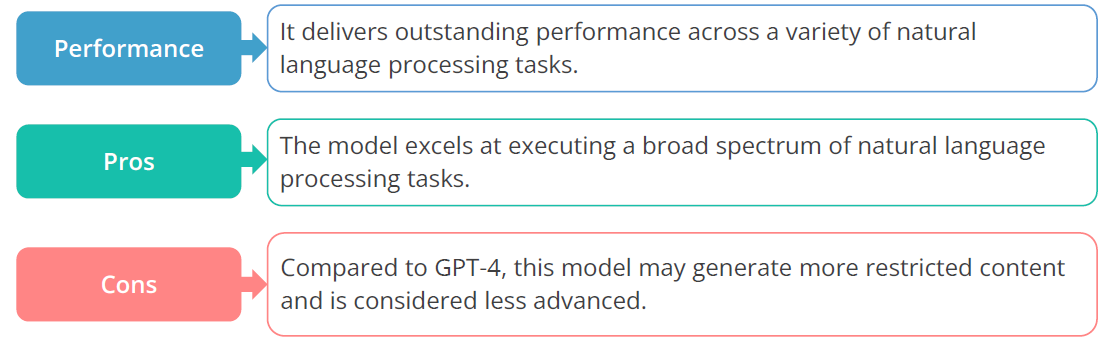 Performance
It delivers outstanding performance across a variety of natural
language processing tasks.
Pros
The model excels at executing a broad spectrum of natural language
processing tasks.
Cons
Compared to GPT-4, this model may generate more restricted content
and is considered less advanced.